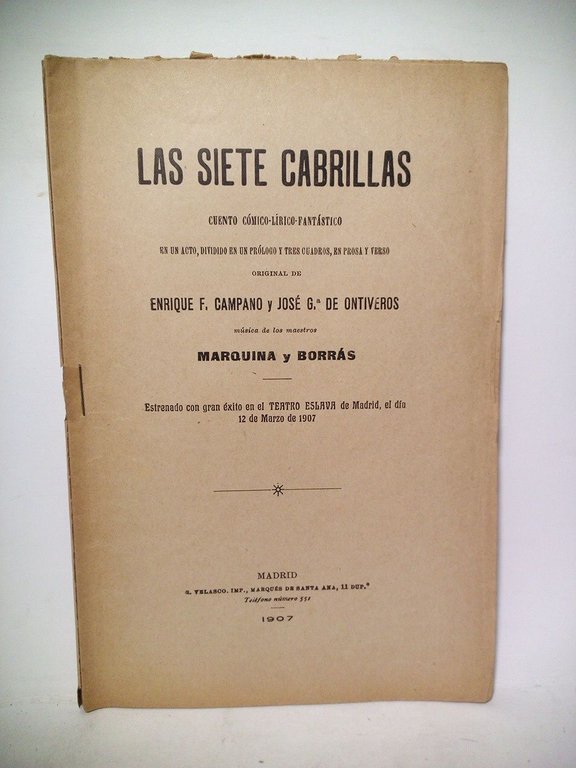 LAS SIETE CABRILLAS
CUENTO CÓMICO-LÍRICO-FANTÁSTICO
EN UN ACTO, DIVIDIDO EN UN PRÓLOGO Y TRES CUADROS, EN PROSA Y VERSO
ORIGINAL DE
ENRIQUE F. CAMPANO y JOSÉ G.ª DE ONTIVEROS
música de los maestros
MARQUINA y BORRÁS
Estrenado con gran éxito en el TEATRO ESLAVA de Madrid, el día
12 de Marzo de 1907
MADRID
R. VELASCO. IMP., MARQUÉS DE SANTA ANA, 11 DUP.º
Teléfono número 551
1907